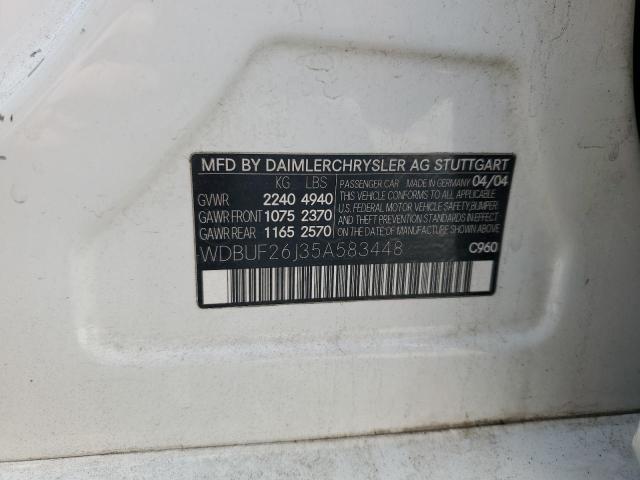 MFD BY DAIMLERCHRYSLER AG STUTTGART
KG LBS
GVWR 2240 4940
GAWR FRONT 1075 2370
GAWR REAR 1165 2570
PASSENGER CAR MADE IN GERMANY 04/04
THIS VEHICLE CONFORMS TO ALL APPLICABLE
U.S. FEDERAL MOTOR VEHICLE SAFETY, BUMPER
AND THEFT PREVENTION STANDARDS IN EFFECT
ON THE DATE OF MANUFACTURE SHOWN ABOVE
WDBUF26J35A583448 C960